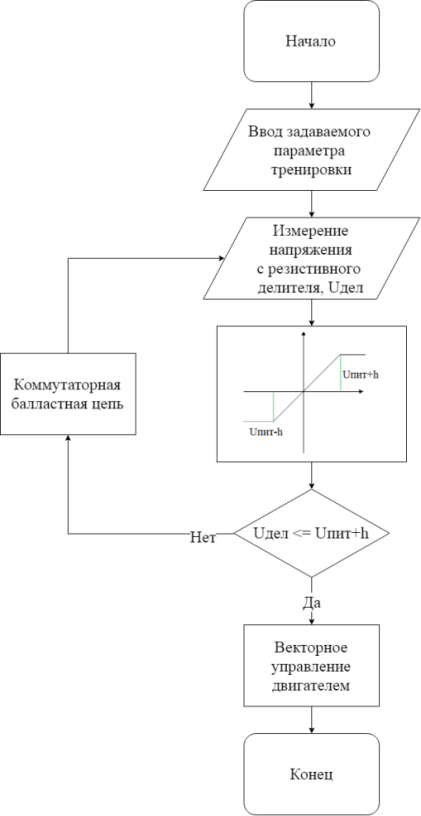 Начало
Ввод задаваемого
параметра
тренировки
Измерение
напряжения
с резистивного
делителя, Uдел
Uпит+h
Uпит-h
Коммутаторная
балластная цепь
Uдел <= Uпит+h
Нет
Да
Векторное
управление
двигателем
Конец